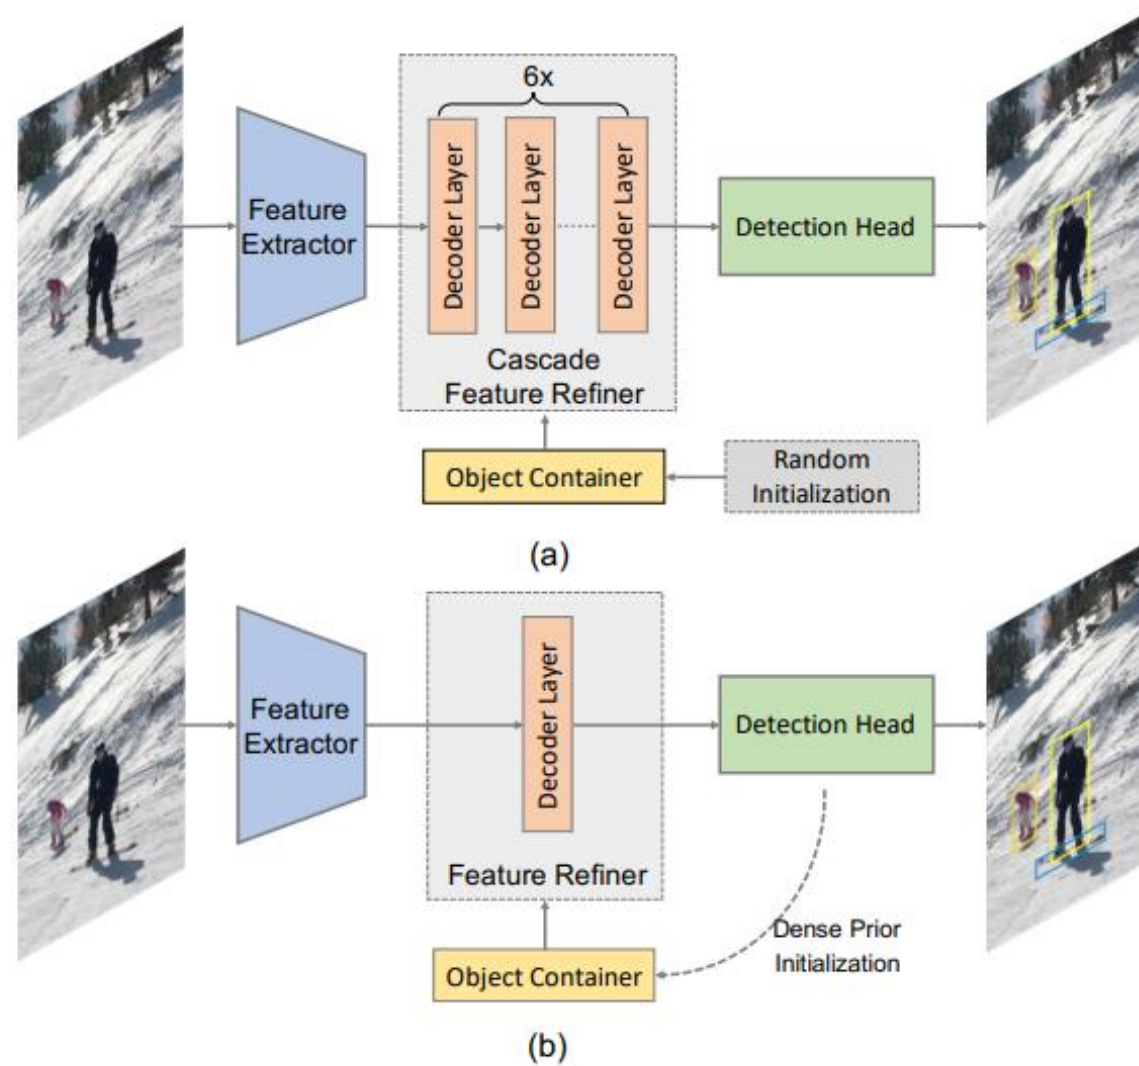 6x
Decoder Layer
Decoder Layer
Decoder Layer
Feature
Extractor
Detection Head
Cascade
Feature Refiner
Object Container
Random
Initialization
(a)
Feature
Extractor
Decoder Layer
Detection Head
Feature Refiner
Dense Prior
Initialization
Object Container
(b)